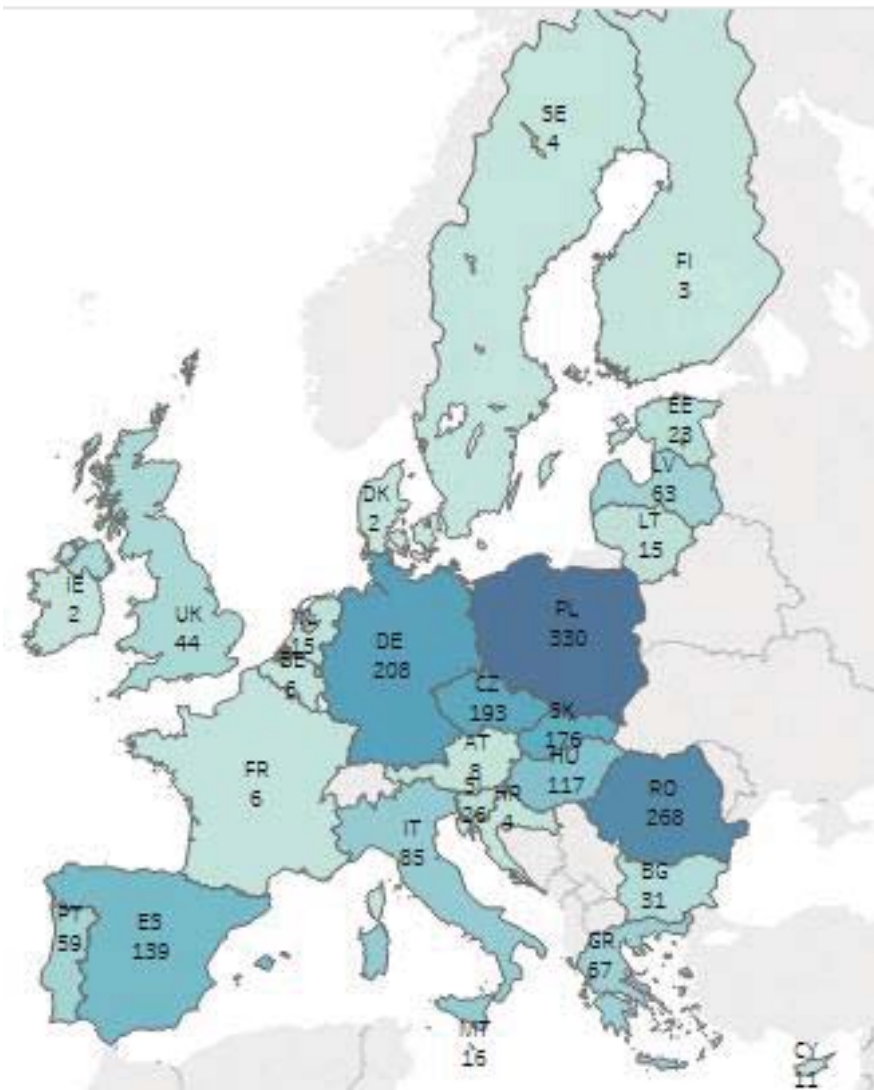 SE
4
FI
3
EE
23
LV
63
LT
15
DK
2
IE
2
UK
44
NL
15
BE
6
DE
208
PL
330
CZ
193
SK
176
AT
8
HU
117
SI
26
HR
4
FR
6
IT
85
RO
268
BG
31
PT
59
ES
139
GR
67
MT
16
CY
11